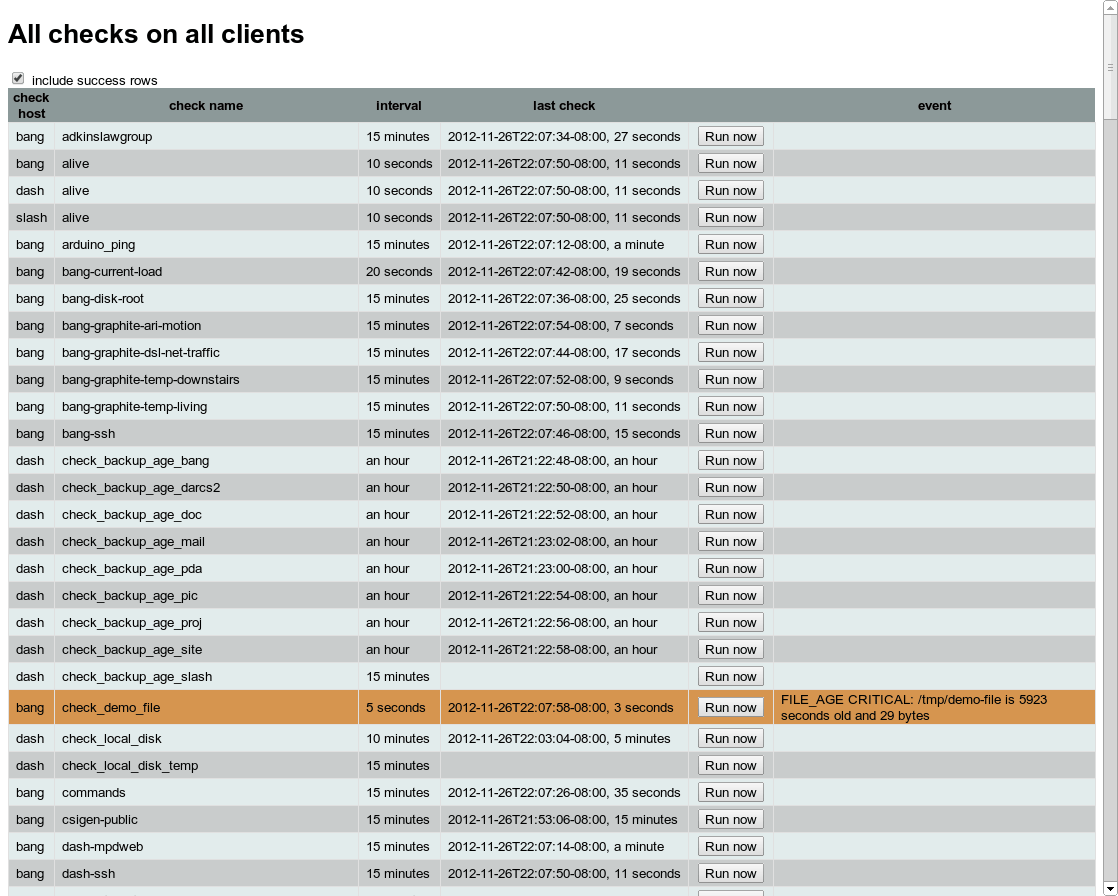 All checks on all clients
include success rows
check host check name interval last check event
bang adkinslawgroup 15 minutes 2012-11-26T22:07:34-08:00, 27 seconds Run now
bang alive 10 seconds 2012-11-26T22:07:50-08:00, 11 seconds Run now
dash alive 10 seconds 2012-11-26T22:07:50-08:00, 11 seconds Run now
slash alive 10 seconds 2012-11-26T22:07:50-08:00, 11 seconds Run now
bang arduino_ping 15 minutes 2012-11-26T22:07:12-08:00, a minute Run now
bang bang-current-load 20 seconds 2012-11-26T22:07:42-08:00, 19 seconds Run now
bang bang-disk-root 15 minutes 2012-11-26T22:07:36-08:00, 25 seconds Run now
bang bang-graphite-ari-motion 15 minutes 2012-11-26T22:07:54-08:00, 7 seconds Run now
bang bang-graphite-dsl-net-traffic 15 minutes 2012-11-26T22:07:44-08:00, 17 seconds Run now
bang bang-graphite-temp-downstairs 15 minutes 2012-11-26T22:07:52-08:00, 9 seconds Run now
bang bang-graphite-temp-living 15 minutes 2012-11-26T22:07:50-08:00, 11 seconds Run now
bang bang-ssh 15 minutes 2012-11-26T22:07:46-08:00, 15 seconds Run now
dash check_backup_age_bang an hour 2012-11-26T21:22:48-08:00, an hour Run now
dash check_backup_age_darcs2 an hour 2012-11-26T21:22:50-08:00, an hour Run now
dash check_backup_age_doc an hour 2012-11-26T21:22:52-08:00, an hour Run now
dash check_backup_age_mail an hour 2012-11-26T21:23:02-08:00, an hour Run now
dash check_backup_age_pda an hour 2012-11-26T21:23:00-08:00, an hour Run now
dash check_backup_age_pic an hour 2012-11-26T21:22:54-08:00, an hour Run now
dash check_backup_age_proj an hour 2012-11-26T21:22:56-08:00, an hour Run now
dash check_backup_age_site an hour 2012-11-26T21:22:58-08:00, an hour Run now
dash check_backup_age_slash 15 minutes Run now
bang check_demo_file 5 seconds 2012-11-26T22:07:58-08:00, 3 seconds Run now FILE_AGE CRITICAL: /tmp/demo-file is 5923
seconds old and 29 bytes
dash check_local_disk 10 minutes 2012-11-26T22:03:04-08:00, 5 minutes Run now
dash check_local_disk_temp 15 minutes Run now
bang commands 15 minutes 2012-11-26T22:07:26-08:00, 35 seconds Run now
bang csigen-public 15 minutes 2012-11-26T21:53:06-08:00, 15 minutes Run now
bang dash-mpdweb 15 minutes 2012-11-26T22:07:14-08:00, a minute Run now
bang dash-ssh 15 minutes 2012-11-26T22:07:50-08:00, 11 seconds Run now